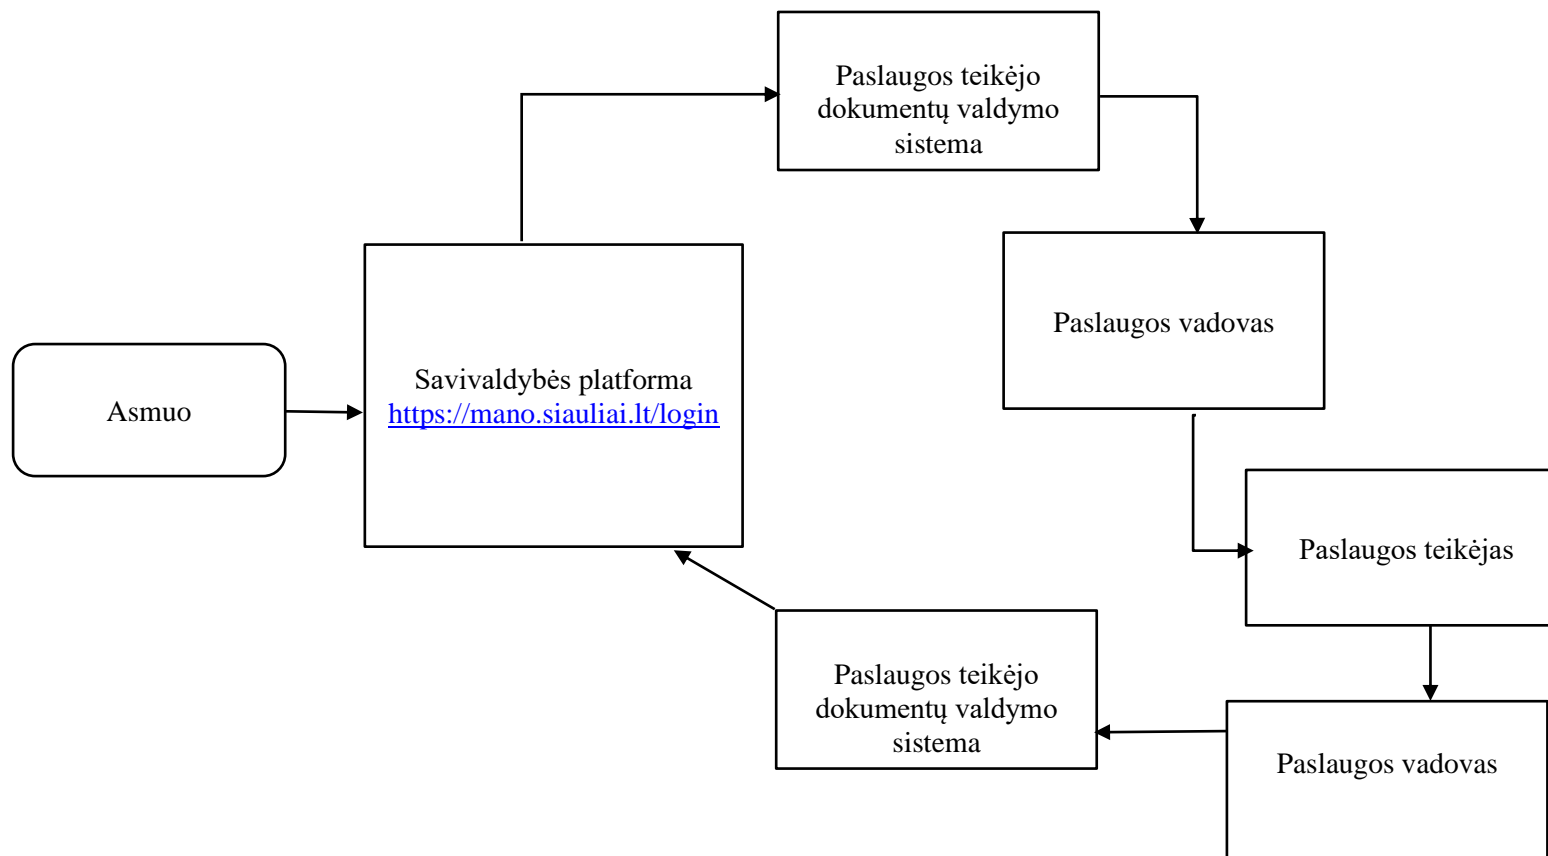 Paslaugos teikėjo
dokumentų valdymo
sistema
Paslaugos vadovas
Savivaldybės platforma
https://mano.siauliai.lt/login
Asmuo
Paslaugos teikėjas
Paslaugos teikėjo
dokumentų valdymo
sistema
Paslaugos vadovas